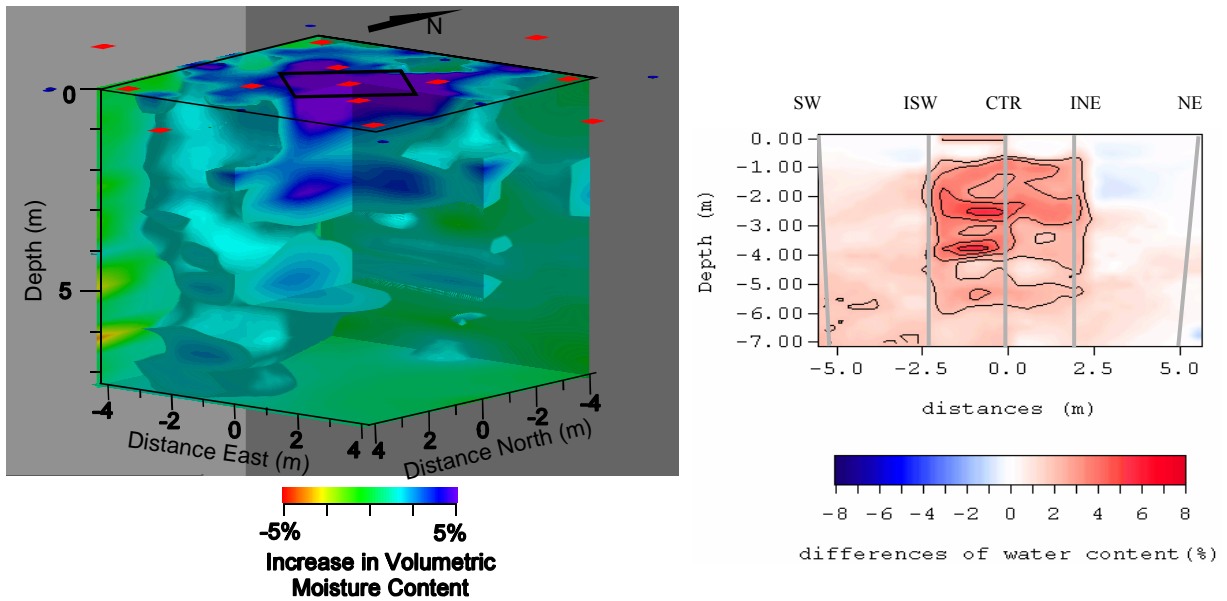 N
0
5
Depth (m)
-4
-2
0
2
4
Distance East (m)
4
2
0
-2
-4
Distance North (m)
-5%
5%
Increase in Volumetric
Moisture Content
SW ISW CTR INE NE
0.00
-1.00
-2.00
-3.00
-4.00
-5.00
-6.00
-7.00
Depth (m)
-5.0 -2.5 0.0 2.5 5.0
distances (m)
-8 -6 -4 -2 0 2 4 6 8
differences of water content(%)